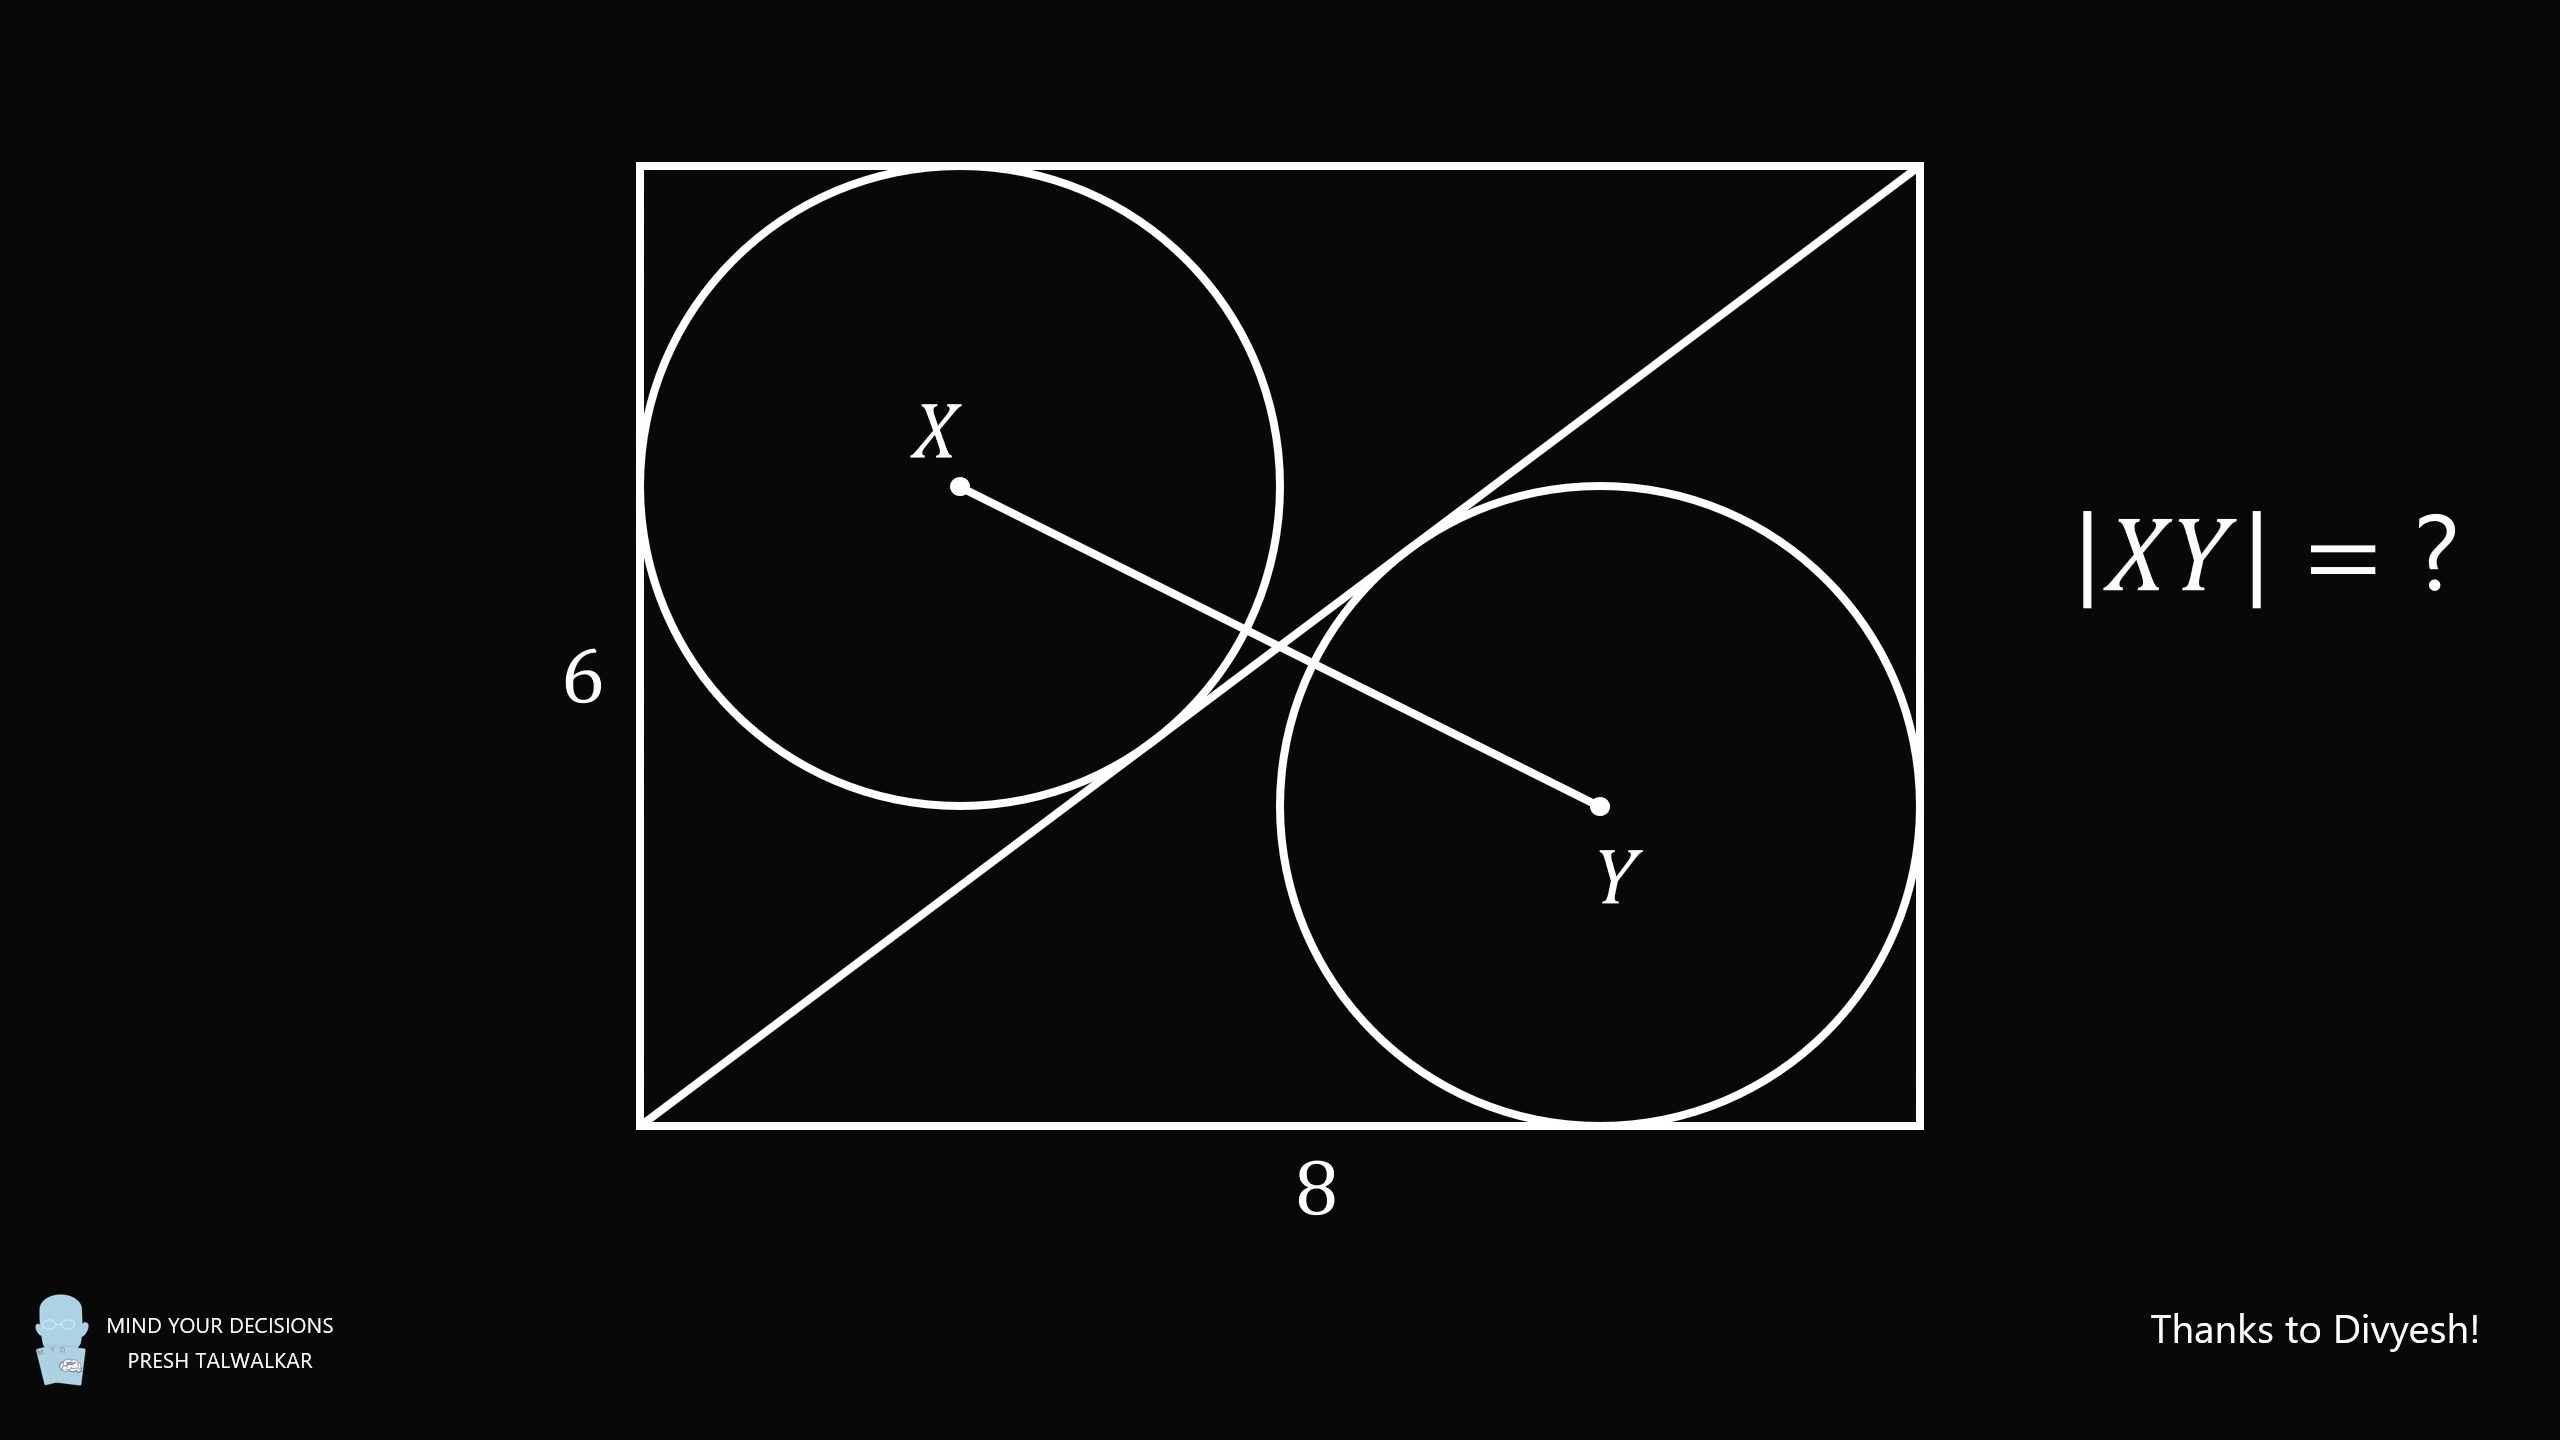 X
|XY| = ?
6
Y
8
MIND YOUR DECISIONS
PRESH TALWALKAR
Thanks to Divyesh!